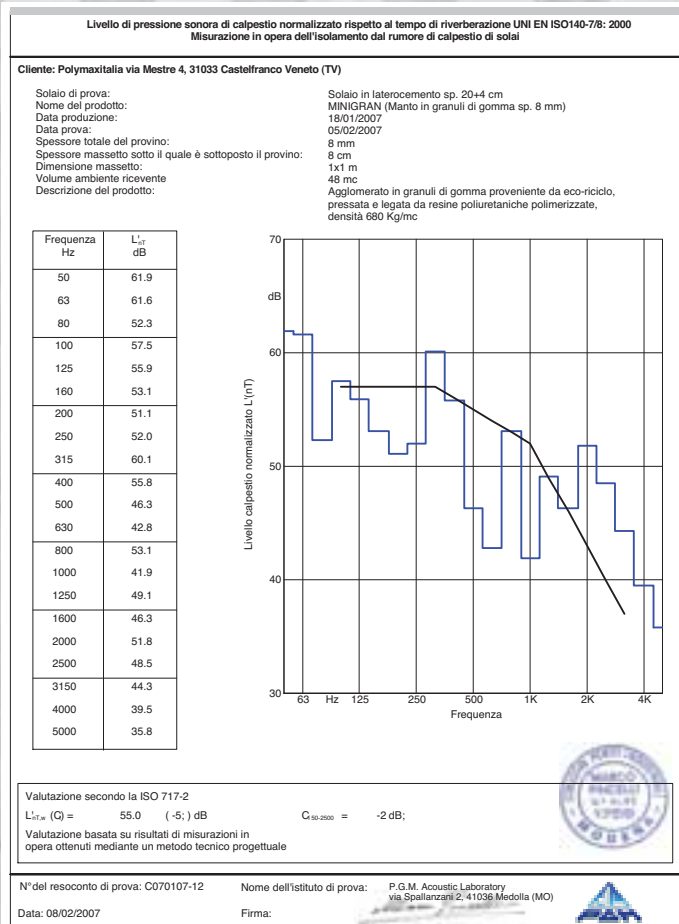 Livello di pressione sonora di calpestio normalizzato rispetto al tempo di riverberazione UNI EN ISO140-7/8: 2000
Misurazione in opera dell'isolamento dal rumore di calpestio di solai
Cliente: Polymaxitalia via Mestre 4, 31033 Castelfranco Veneto (TV)
Solaio di prova: Solaio in laterocemento sp. 20+4 cm
Nome del prodotto: MINIGRAN (Manto in granuli di gomma sp. 8 mm)
Data produzione: 18/01/2007
Data prova: 05/02/2007
Spessore totale del provino: 8 mm
Spessore massetto sotto il quale è sottoposto il provino: 8 cm
Dimensione massetto: 1x1 m
Volume ambiente ricevente 48 mc
Descrizione del prodotto: Agglomerato in granuli di gomma proveniente da eco-riciclo,
pressata e legata da resine poliuretaniche polimerizzate,
densità 680 Kg/mc
Frequenza L'nT
Hz dB
50 61.9
63 61.6
80 52.3
100 57.5
125 55.9
160 53.1
200 51.1
250 52.0
315 60.1
400 55.8
500 46.3
630 42.8
800 53.1
1000 41.9
1250 49.1
1600 46.3
2000 51.8
2500 48.5
3150 44.3
4000 39.5
5000 35.8
Livello calpestio normalizzato L'(nT)
70
dB
60
50
40
30
63 Hz 125 250 500 1K 2K 4K
Frequenza
Valutazione secondo la ISO 717-2
L'nT,w (C) = 55.0 ( -5; ) dB C,50-2500 = -2 dB;
Valutazione basata su risultati di misurazioni in
opera ottenuti mediante un metodo tecnico progettuale
MARCO
MODENA
N°del resoconto di prova: C070107-12 Nome dell'istituto di prova: P.G.M. Acoustic Laboratory
via Spallanzani 2, 41036 Medolla (MO)
Data: 08/02/2007 Firma: